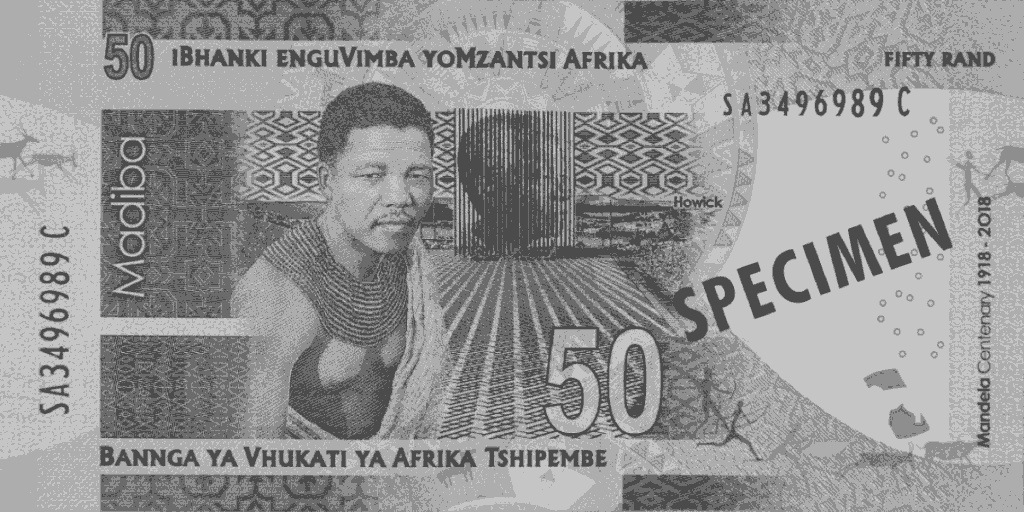 50
iBHANKI ENGUVIMBA YOMZANTSI AFRIKA
FIFTY RAND
SA3496989 C
Madiba
Howick
SA3496989 C
SPECIMEN
Mandela Centenary 1918 - 2018
50
BANNGA YA VHUKATI YA AFRIKA TSHIPEMBE